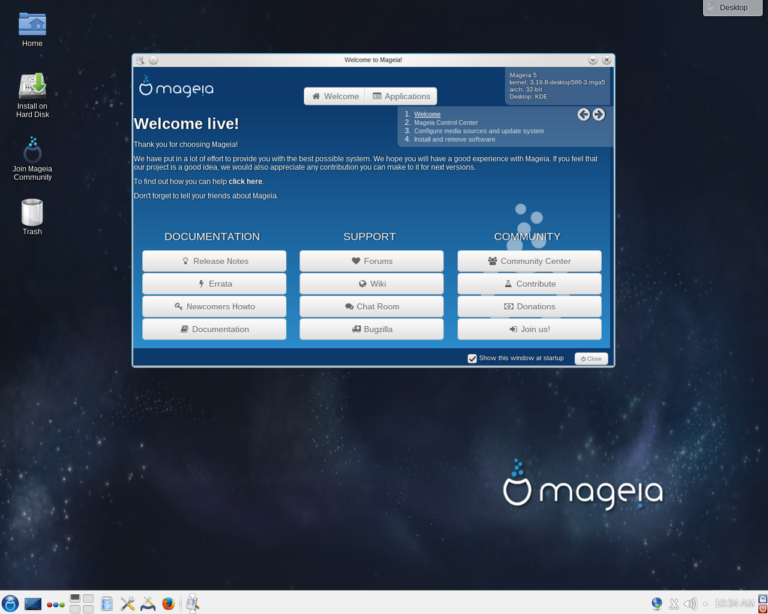 Desktop
Home
Install on
Hard Disk
Join Mageia
Community
Trash
Welcome to Mageia!
mageia
Welcome
Applications
Mageia 5
kernel: 3.19.8-desktop586-3.mga5
arch: 32-bit
Desktop: KDE
1. Welcome
2. Mageia Control Center
3. Configure media sources and update system
4. Install and remove software
Welcome live!
Thank you for choosing Mageia!
We have put in a lot of effort to provide you with the best possible system. We hope you will have a good experience with Mageia. If you feel that
our project is a good idea, we would also appreciate any contribution you can make to it for next versions.
To find out how you can help click here.
Don't forget to tell your friends about Mageia.
DOCUMENTATION
Release Notes
Errata
Newcomers Howto
Documentation
SUPPORT
Forums
Wiki
Chat Room
Bugzilla
COMMUNITY
Community Center
Contribute
Donations
Join us!
Show this window at startup
Close
mageia
10:34 AM